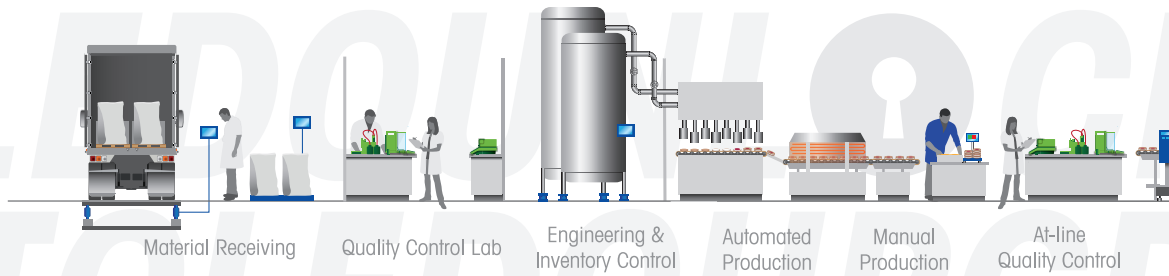 Material Receiving
Quality Control Lab
Engineering &
Inventory Control
Automated
Production
Manual
Production
At-line
Quality Control